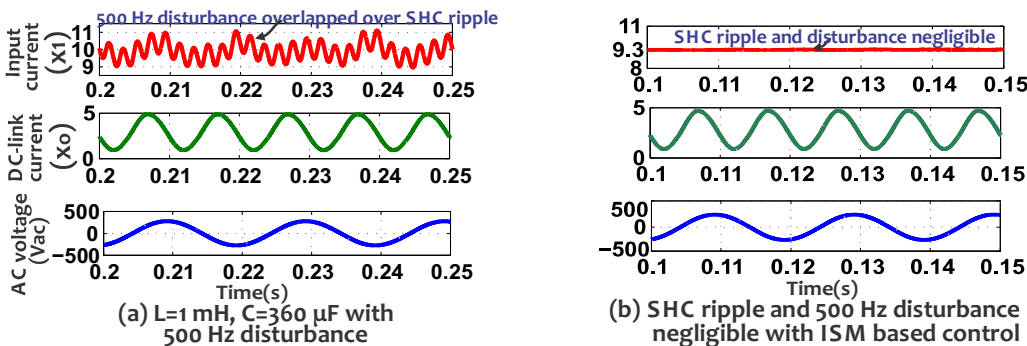 500 Hz disturbance overlapped over SHC ripple
Input
current
(X1)
11
10
9
0.2 0.21 0.22 0.23 0.24 0.25
DC-link
current
(X0)
5
0
0.2 0.21 0.22 0.23 0.24 0.25
AC voltage
(Vac)
500
0
−500
0.2 0.21 0.22 0.23 0.24 0.25
Time(s)
(a) L=1 mH, C=360 µF with
500 Hz disturbance
SHC ripple and disturbance negligible
11
9.3
8
0.1 0.11 0.12 0.13 0.14 0.15
5
0
0.1 0.11 0.12 0.13 0.14 0.15
500
0
−500
0.1 0.11 0.12 0.13 0.14 0.15
Time(s)
(b) SHC ripple and 500 Hz disturbance
negligible with ISM based control